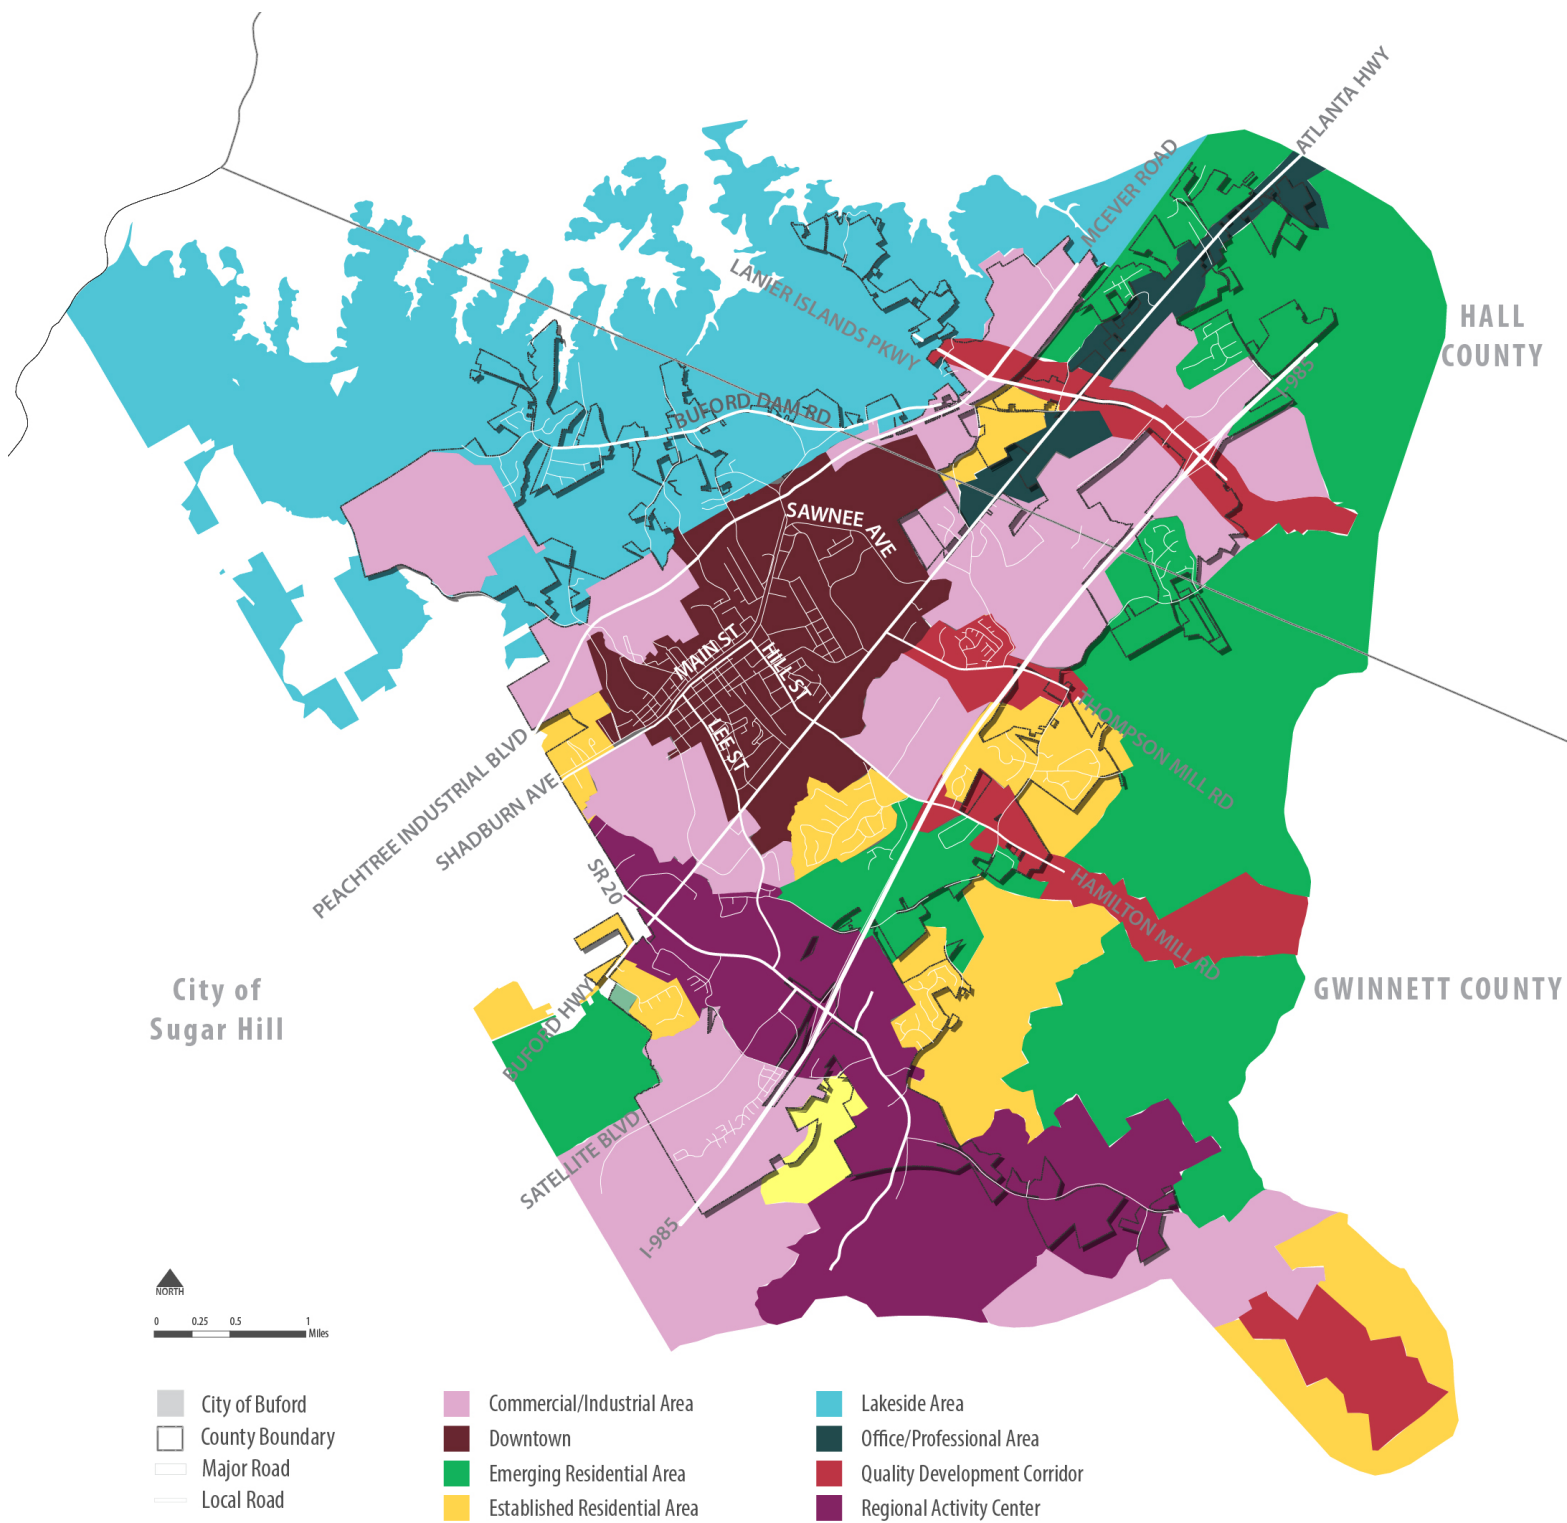 ATLANTA HWY
MCEVER ROAD
LANIER ISLANDS PKWY
HALL
COUNTY
I-985
BUFORD DAM RD
SAWNEE AVE
MAIN ST
HILL ST
LEE ST
THOMPSON MILL RD
PEACHTREE INDUSTRIAL BLVD
SHADBURN AVE
SR 20
HAMILTON MILL RD
City of
Sugar Hill
GWINNETT COUNTY
BUFORD HWY
SATELLITE BLVD
I-985
NORTH
0 0.25 0.5 1
Miles
City of Buford
County Boundary
Major Road
Local Road
Commercial/Industrial Area
Downtown
Emerging Residential Area
Established Residential Area
Lakeside Area
Office/Professional Area
Quality Development Corridor
Regional Activity Center